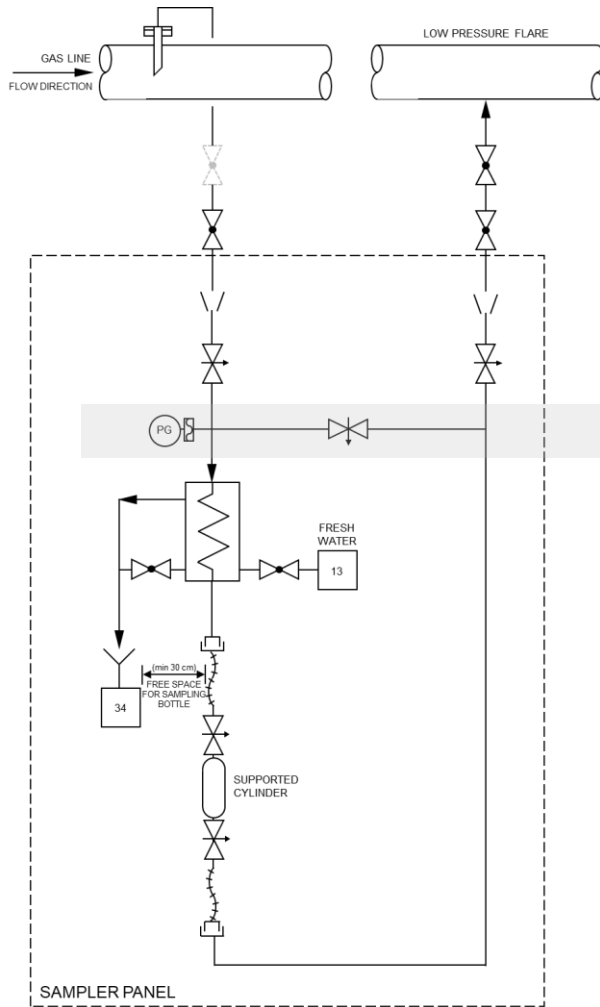 GAS LINE
FLOW DIRECTION
LOW PRESSURE FLARE
PG
FRESH
WATER
13
(min 30 cm)
FREE SPACE
FOR SAMPLING
BOTTLE
34
SUPPORTED
CYLINDER
SAMPLER PANEL